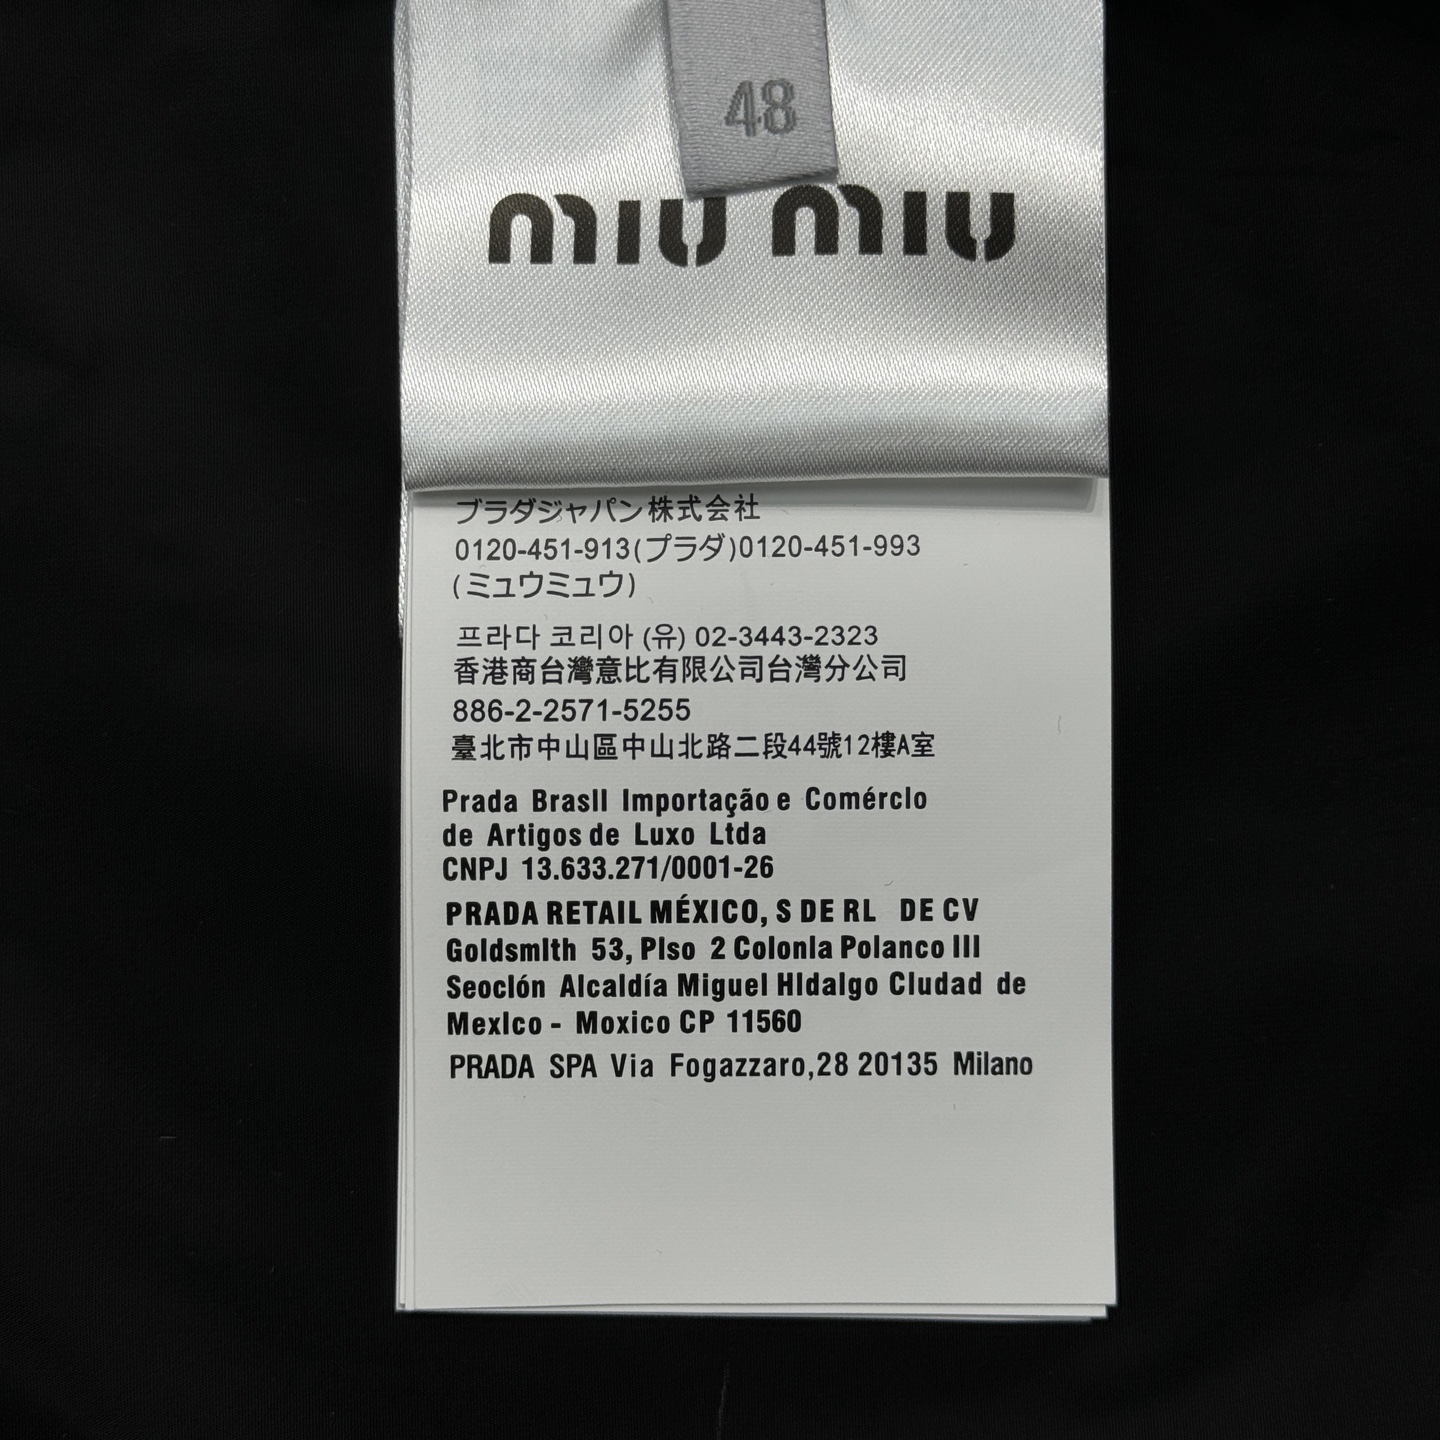 48
miu miu
ブラダジャパン株式会社
0120-451-913(プラダ)0120-451-993
(ミュウミュウ)
프라다 코리아 (유) 02-3443-2323
香港商台灣意比有限公司台灣分公司
886-2-2571-5255
臺北市中山區中山北路二段44號12樓A室
Prada Brasll Importação e Comérclo
de Artigos de Luxo Ltda
CNPJ 13.633.271/0001-26
PRADA RETAIL MÉXICO, S DE RL DE CV
Goldsmlth 53, Plso 2 Colonla Polanco III
Seoclón Alcaldía Miguel Hldalgo Cludad de
Mexlco - Moxico CP 11560
PRADA SPA Via Fogazzaro,28 20135 Milano